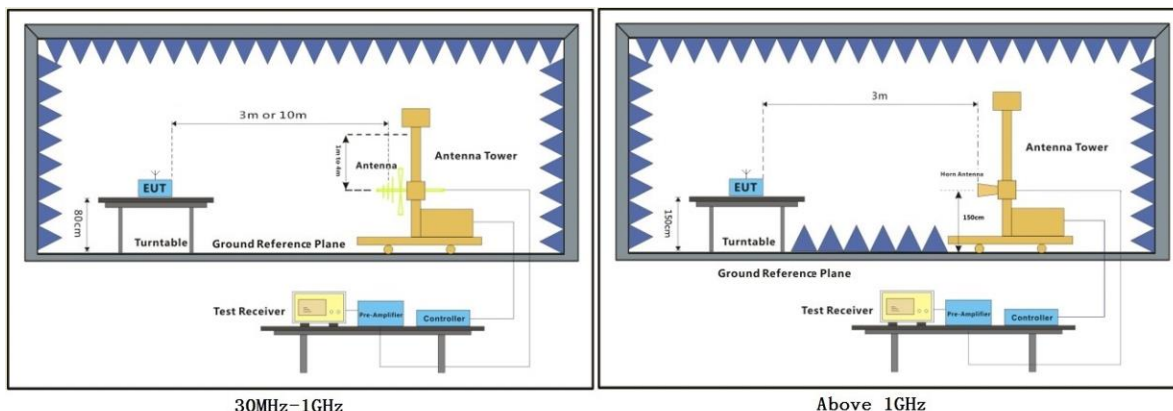 3m or 10m
1m to 4m
Antenna
Antenna Tower
EUT
80cm
Turntable
Ground Reference Plane
Test Receiver
Pre-Amplifier
Controller
30MHz-1GHz
3m
Antenna Tower
Horn Antenna
EUT
150cm
150cm
Turntable
Ground Reference Plane
Test Receiver
Pre-Amplifier
Controller
Above 1GHz